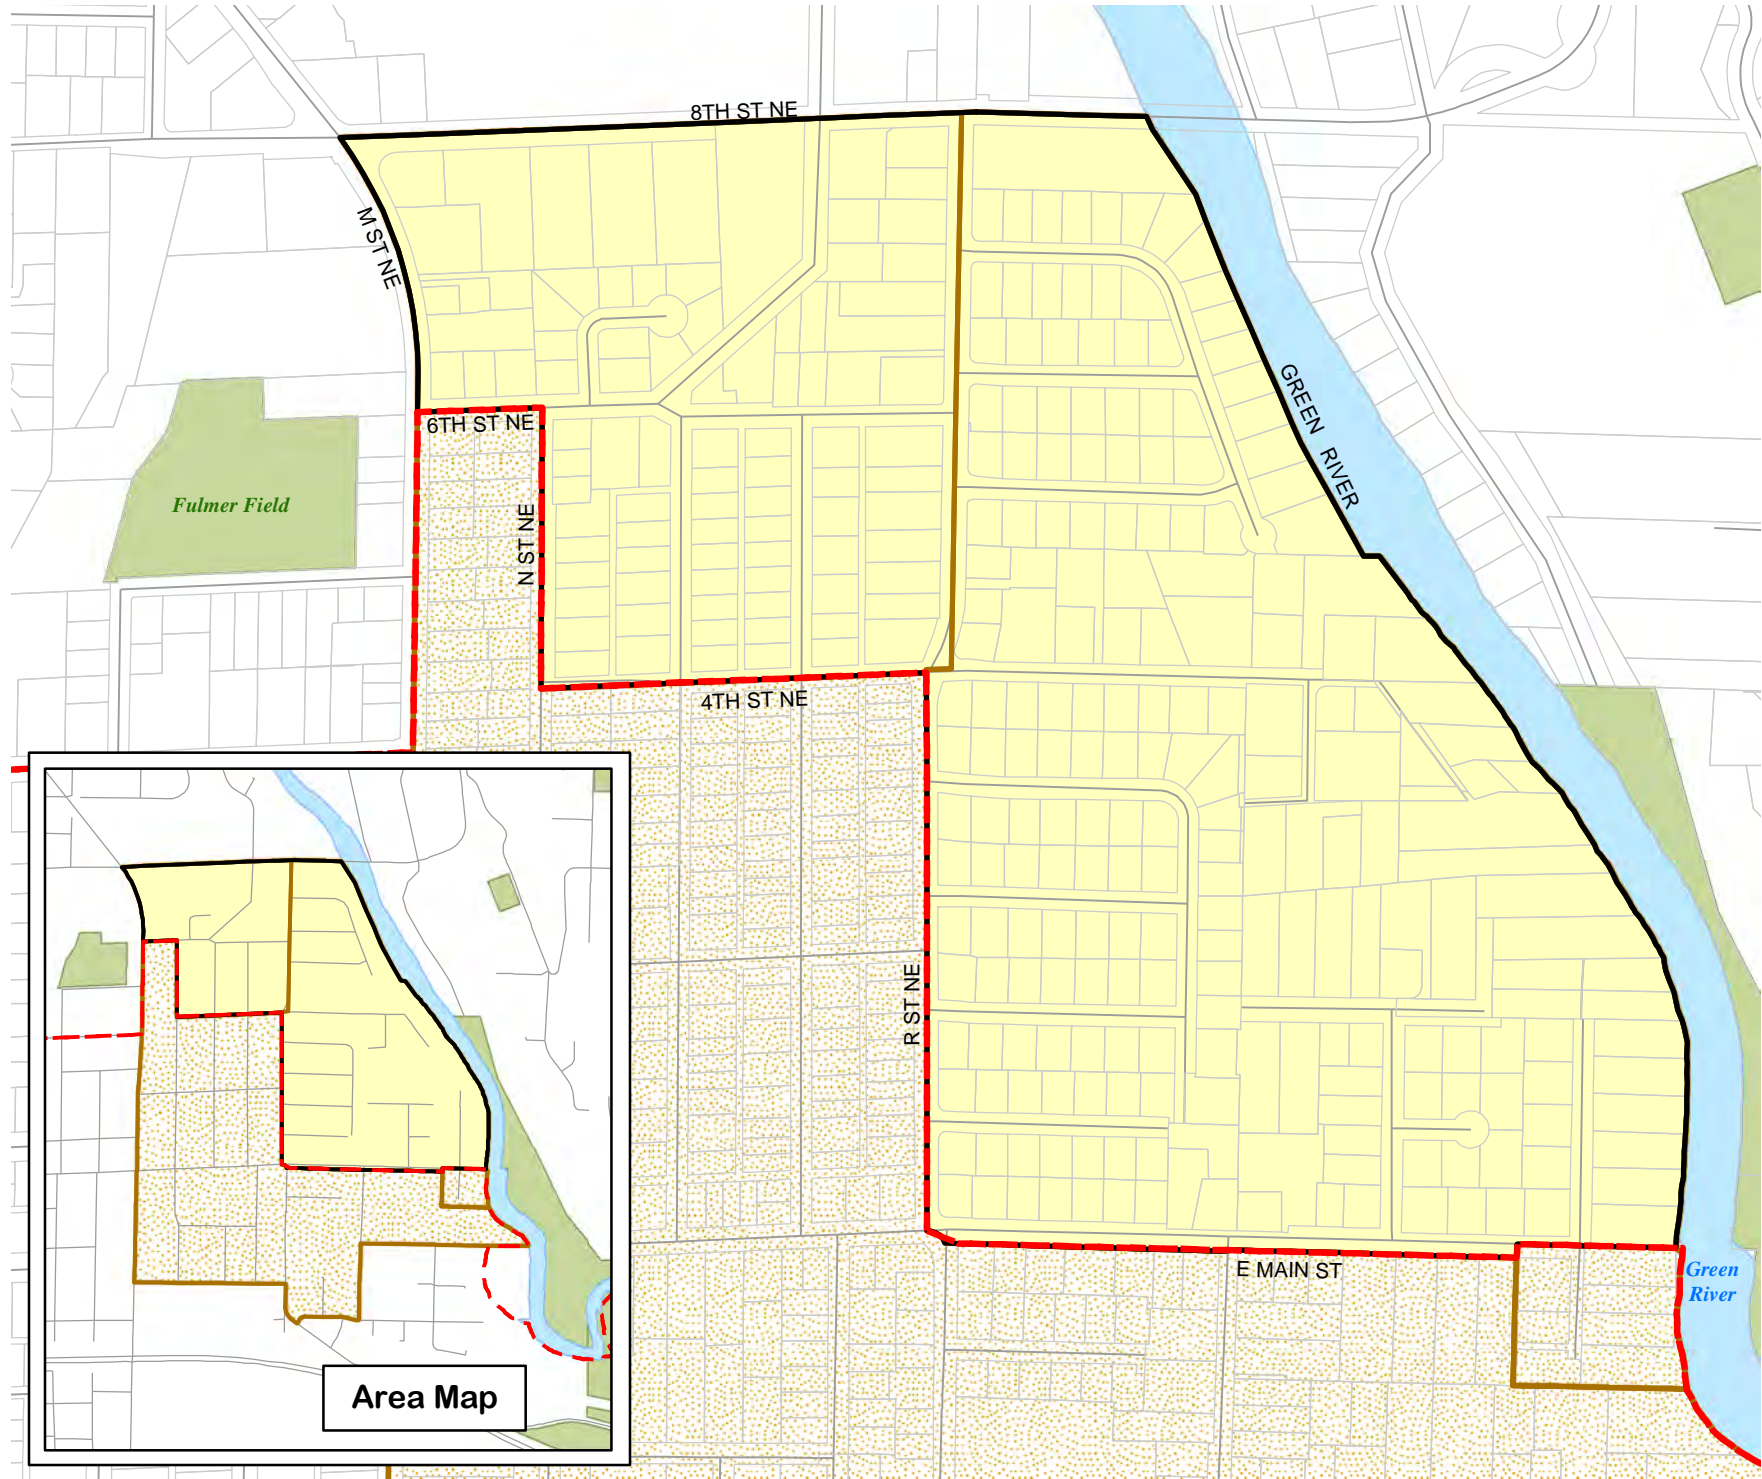 8TH ST NE
M ST NE
GREEN RIVER
6TH ST NE
Fulmer Field
N ST NE
4TH ST NE
R ST NE
E MAIN ST
Green
River
Area Map